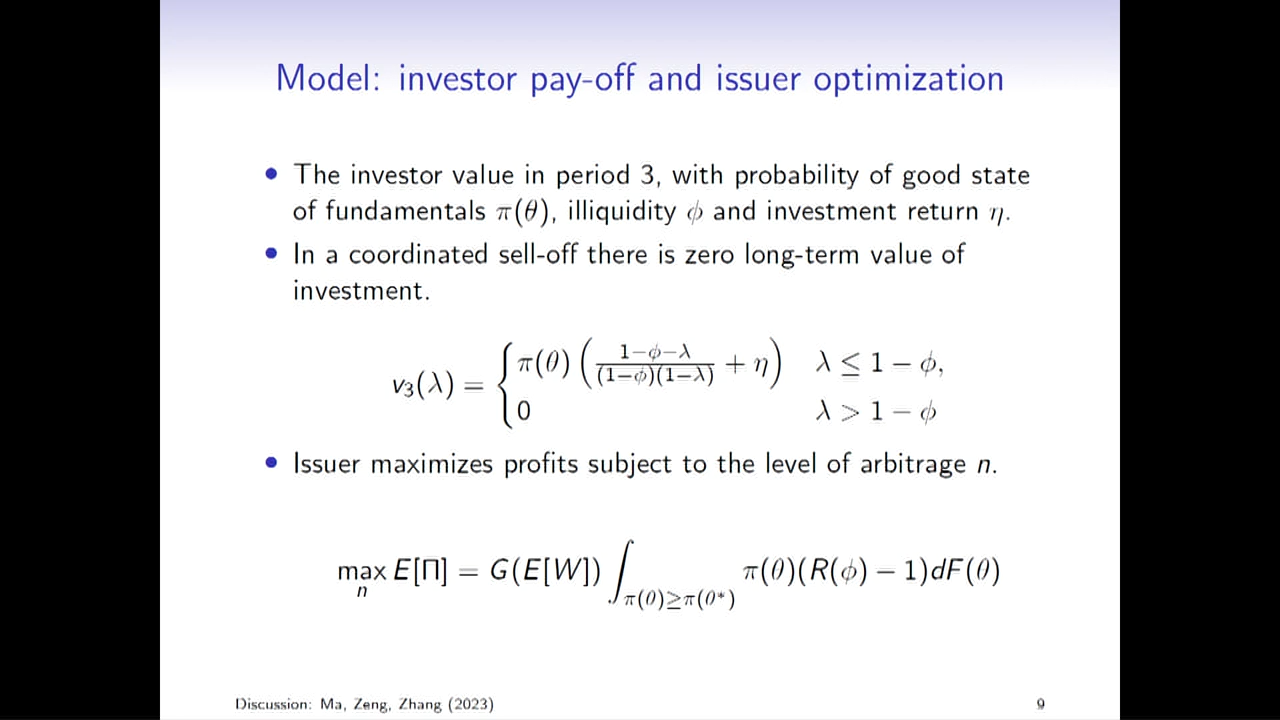 Model: investor pay-off and issuer optimization
• The investor value in period 3, with probability of good state
of fundamentals π(θ), illiquidity ϕ and investment return η.
• In a coordinated sell-off there is zero long-term value of
investment.
v₃(λ) = { π(θ) ( (1−ϕ−λ) / ((1−ϕ)(1−λ)) + η )   λ ≤ 1 − ϕ,
0   λ > 1 − ϕ
• Issuer maximizes profits subject to the level of arbitrage n.
max_n E[Π] = G(E[W]) ∫_{π(θ)≥π(θ*)} π(θ)(R(ϕ) − 1)dF(θ)
Discussion: Ma, Zeng, Zhang (2023)   9